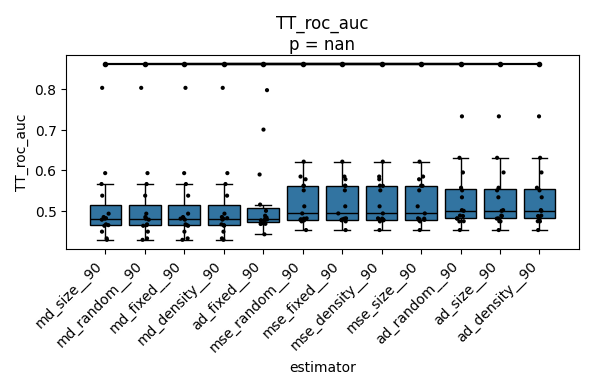 TT_roc_auc
p = nan
TT_roc_auc
0.8
0.7
0.6
0.5
md_size__90
md_random__90
md_fixed__90
md_density__90
ad_fixed__90
mse_random__90
mse_fixed__90
mse_density__90
mse_size__90
ad_random__90
ad_size__90
ad_density__90
estimator